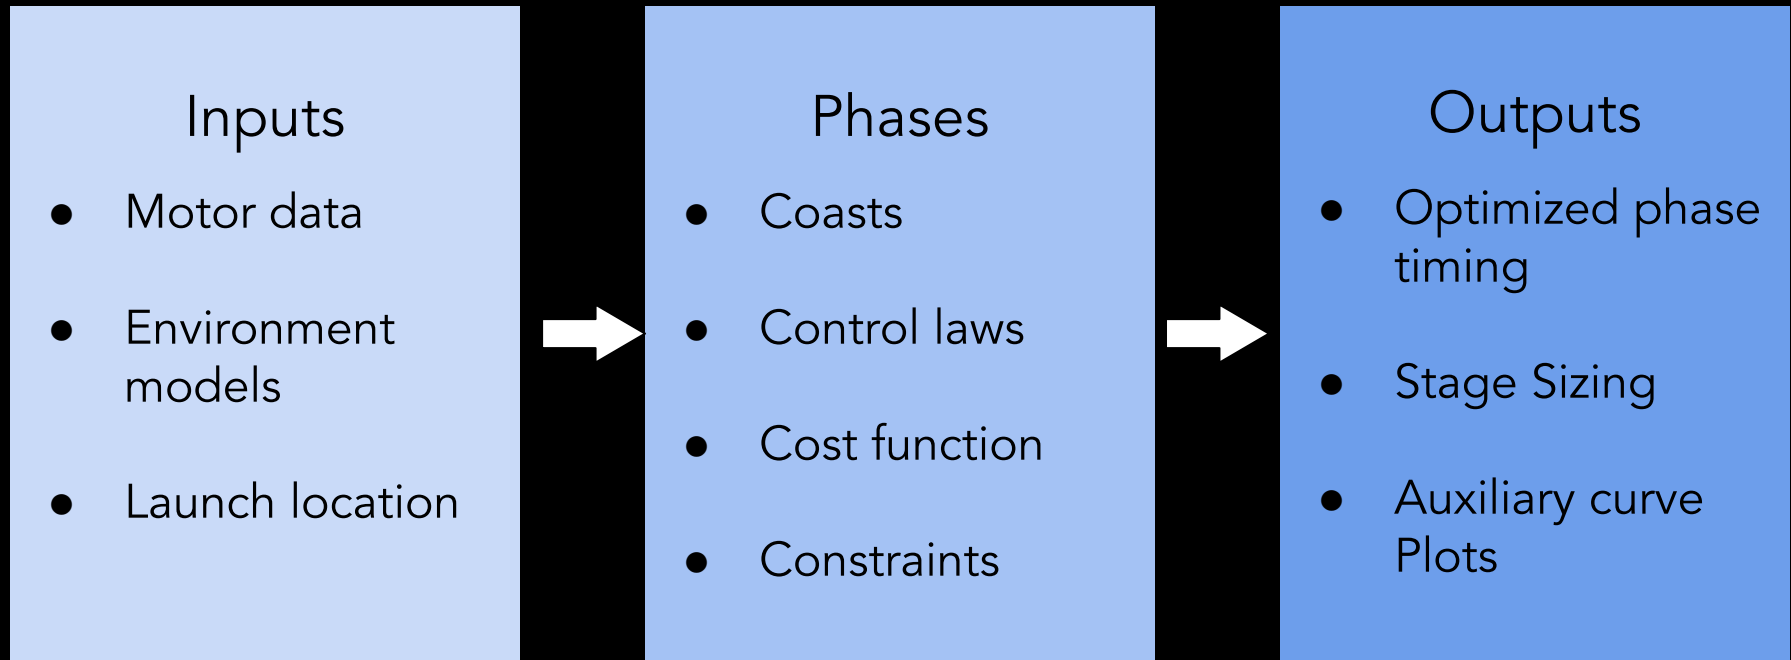 Inputs
● Motor data
● Environment
models
● Launch location
Phases
● Coasts
● Control laws
● Cost function
● Constraints
Outputs
● Optimized phase
timing
● Stage Sizing
● Auxiliary curve
Plots